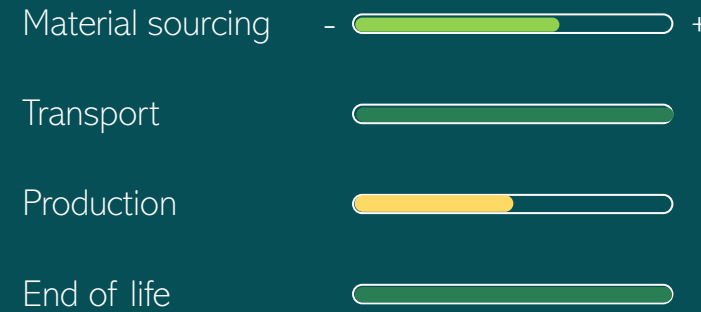 Material sourcing - +
Transport
Production
End of life